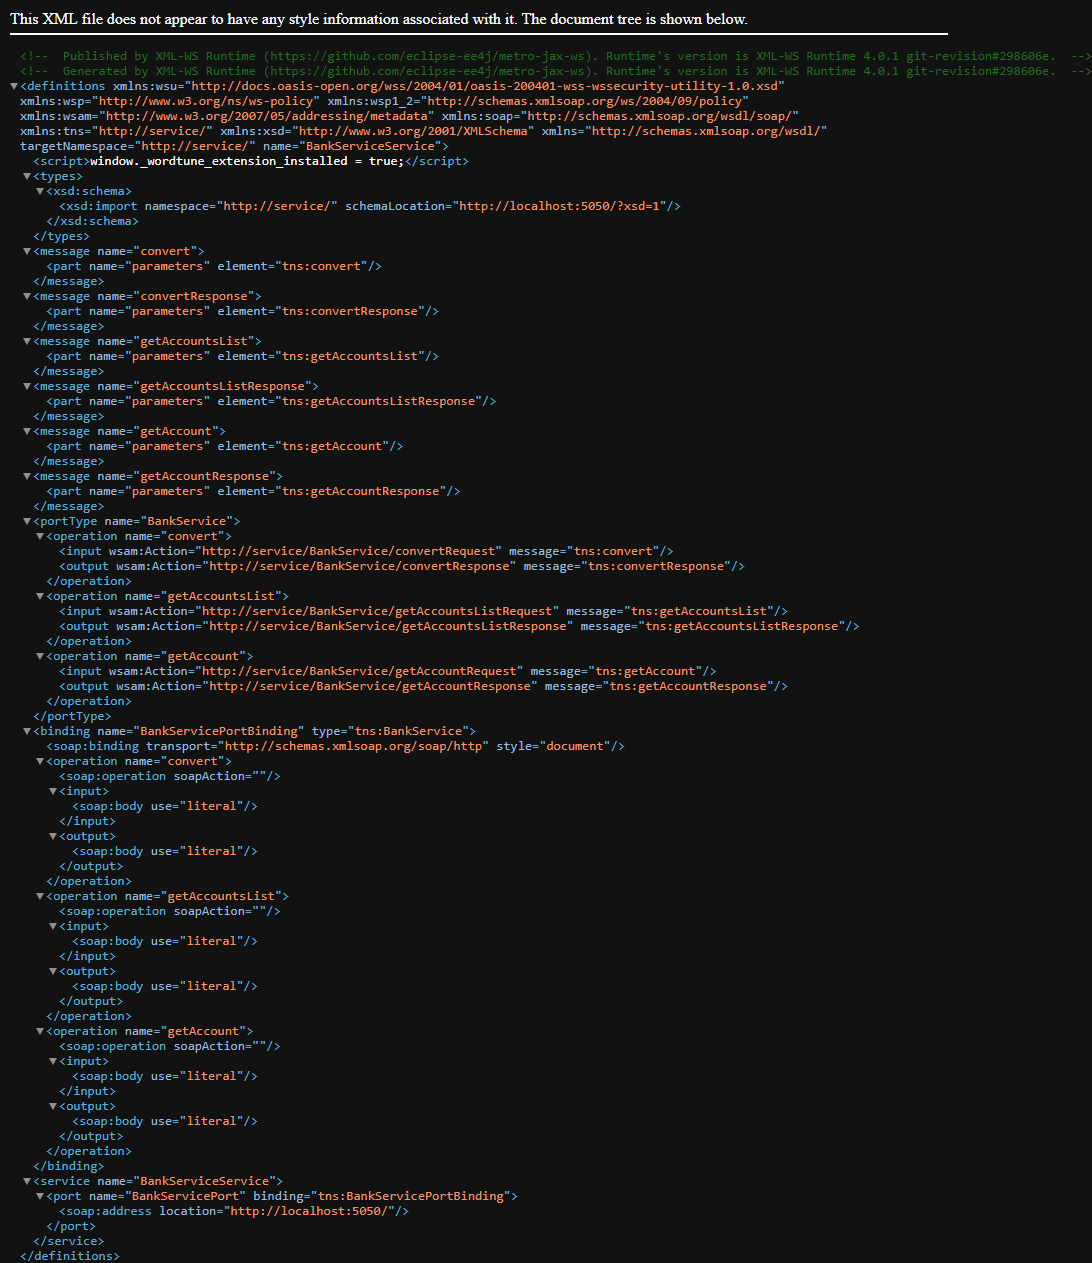 This XML file does not appear to have any style information associated with it. The document tree is shown below.
<!--  Published by XML-WS Runtime (https://github.com/eclipse-ee4j/metro-jax-ws). Runtime's version is XML-WS Runtime 4.0.1 git-revision#298606e.  -->
<!--  Generated by XML-WS Runtime (https://github.com/eclipse-ee4j/metro-jax-ws). Runtime's version is XML-WS Runtime 4.0.1 git-revision#298606e.  -->
▼<definitions xmlns:wsu="http://docs.oasis-open.org/wss/2004/01/oasis-200401-wss-wssecurity-utility-1.0.xsd"
xmlns:wsp="http://www.w3.org/ns/ws-policy" xmlns:wsp1_2="http://schemas.xmlsoap.org/ws/2004/09/policy"
xmlns:wsam="http://www.w3.org/2007/05/addressing/metadata" xmlns:soap="http://schemas.xmlsoap.org/wsdl/soap/"
xmlns:tns="http://service/" xmlns:xsd="http://www.w3.org/2001/XMLSchema" xmlns="http://schemas.xmlsoap.org/wsdl/"
targetNamespace="http://service/" name="BankServiceService">
<script>window._wordtune_extension_installed = true;</script>
▼<types>
▼<xsd:schema>
<xsd:import namespace="http://service/" schemaLocation="http://localhost:5050/?xsd=1"/>
</xsd:schema>
</types>
▼<message name="convert">
<part name="parameters" element="tns:convert"/>
</message>
▼<message name="convertResponse">
<part name="parameters" element="tns:convertResponse"/>
</message>
▼<message name="getAccountsList">
<part name="parameters" element="tns:getAccountsList"/>
</message>
▼<message name="getAccountsListResponse">
<part name="parameters" element="tns:getAccountsListResponse"/>
</message>
▼<message name="getAccount">
<part name="parameters" element="tns:getAccount"/>
</message>
▼<message name="getAccountResponse">
<part name="parameters" element="tns:getAccountResponse"/>
</message>
▼<portType name="BankService">
▼<operation name="convert">
<input wsam:Action="http://service/BankService/convertRequest" message="tns:convert"/>
<output wsam:Action="http://service/BankService/convertResponse" message="tns:convertResponse"/>
</operation>
▼<operation name="getAccountsList">
<input wsam:Action="http://service/BankService/getAccountsListRequest" message="tns:getAccountsList"/>
<output wsam:Action="http://service/BankService/getAccountsListResponse" message="tns:getAccountsListResponse"/>
</operation>
▼<operation name="getAccount">
<input wsam:Action="http://service/BankService/getAccountRequest" message="tns:getAccount"/>
<output wsam:Action="http://service/BankService/getAccountResponse" message="tns:getAccountResponse"/>
</operation>
</portType>
▼<binding name="BankServicePortBinding" type="tns:BankService">
<soap:binding transport="http://schemas.xmlsoap.org/soap/http" style="document"/>
▼<operation name="convert">
<soap:operation soapAction=""/>
▼<input>
<soap:body use="literal"/>
</input>
▼<output>
<soap:body use="literal"/>
</output>
</operation>
▼<operation name="getAccountsList">
<soap:operation soapAction=""/>
▼<input>
<soap:body use="literal"/>
</input>
▼<output>
<soap:body use="literal"/>
</output>
</operation>
▼<operation name="getAccount">
<soap:operation soapAction=""/>
▼<input>
<soap:body use="literal"/>
</input>
▼<output>
<soap:body use="literal"/>
</output>
</operation>
</binding>
▼<service name="BankServiceService">
▼<port name="BankServicePort" binding="tns:BankServicePortBinding">
<soap:address location="http://localhost:5050/"/>
</port>
</service>
</definitions>